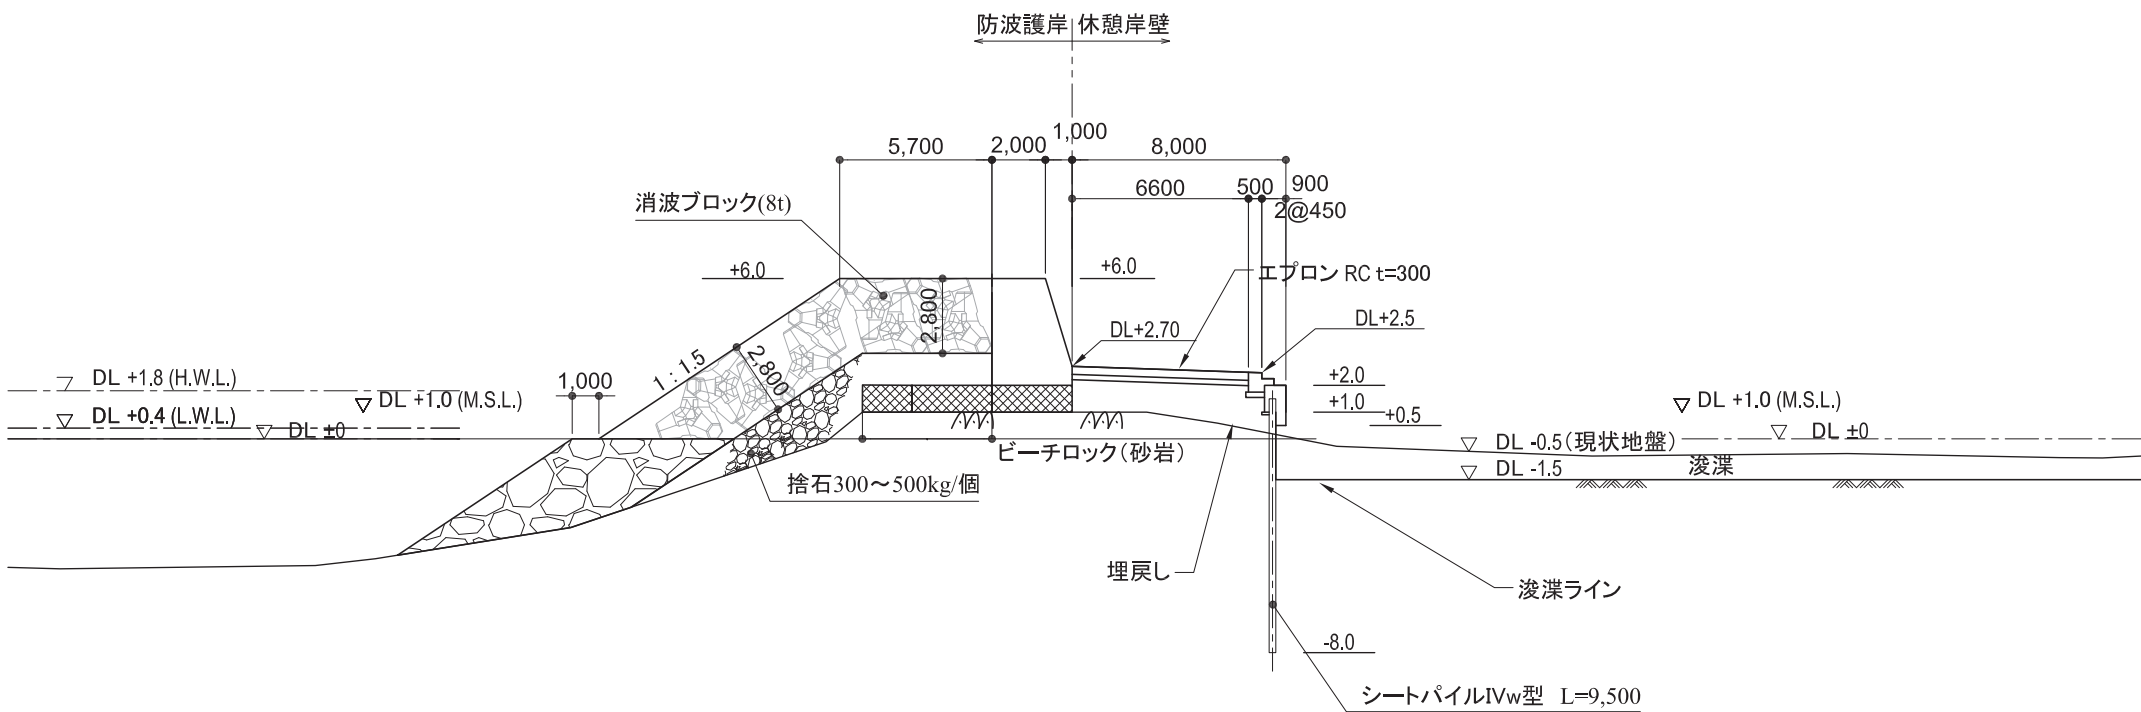 防波護岸 休憩岸壁
1,000
5,700 2,000 8,000
6600 500 900
2@450
消波ブロック(8t)
+6.0 +6.0
エプロン RC t=300
2,800
DL+2.70 DL+2.5
1 : 1.5
2,800
DL +1.8 (H.W.L.)
1,000
+2.0
DL +1.0 (M.S.L.)
+1.0
DL +1.0 (M.S.L.)
DL +0.4 (L.W.L.)
+0.5
DL ±0
DL ±0
DL -0.5(現状地盤)
ビーチロック(砂岩)
DL -1.5
浚渫
捨石300～500kg/個
埋戻し
浚渫ライン
-8.0
シートパイルIVw型 L=9,500